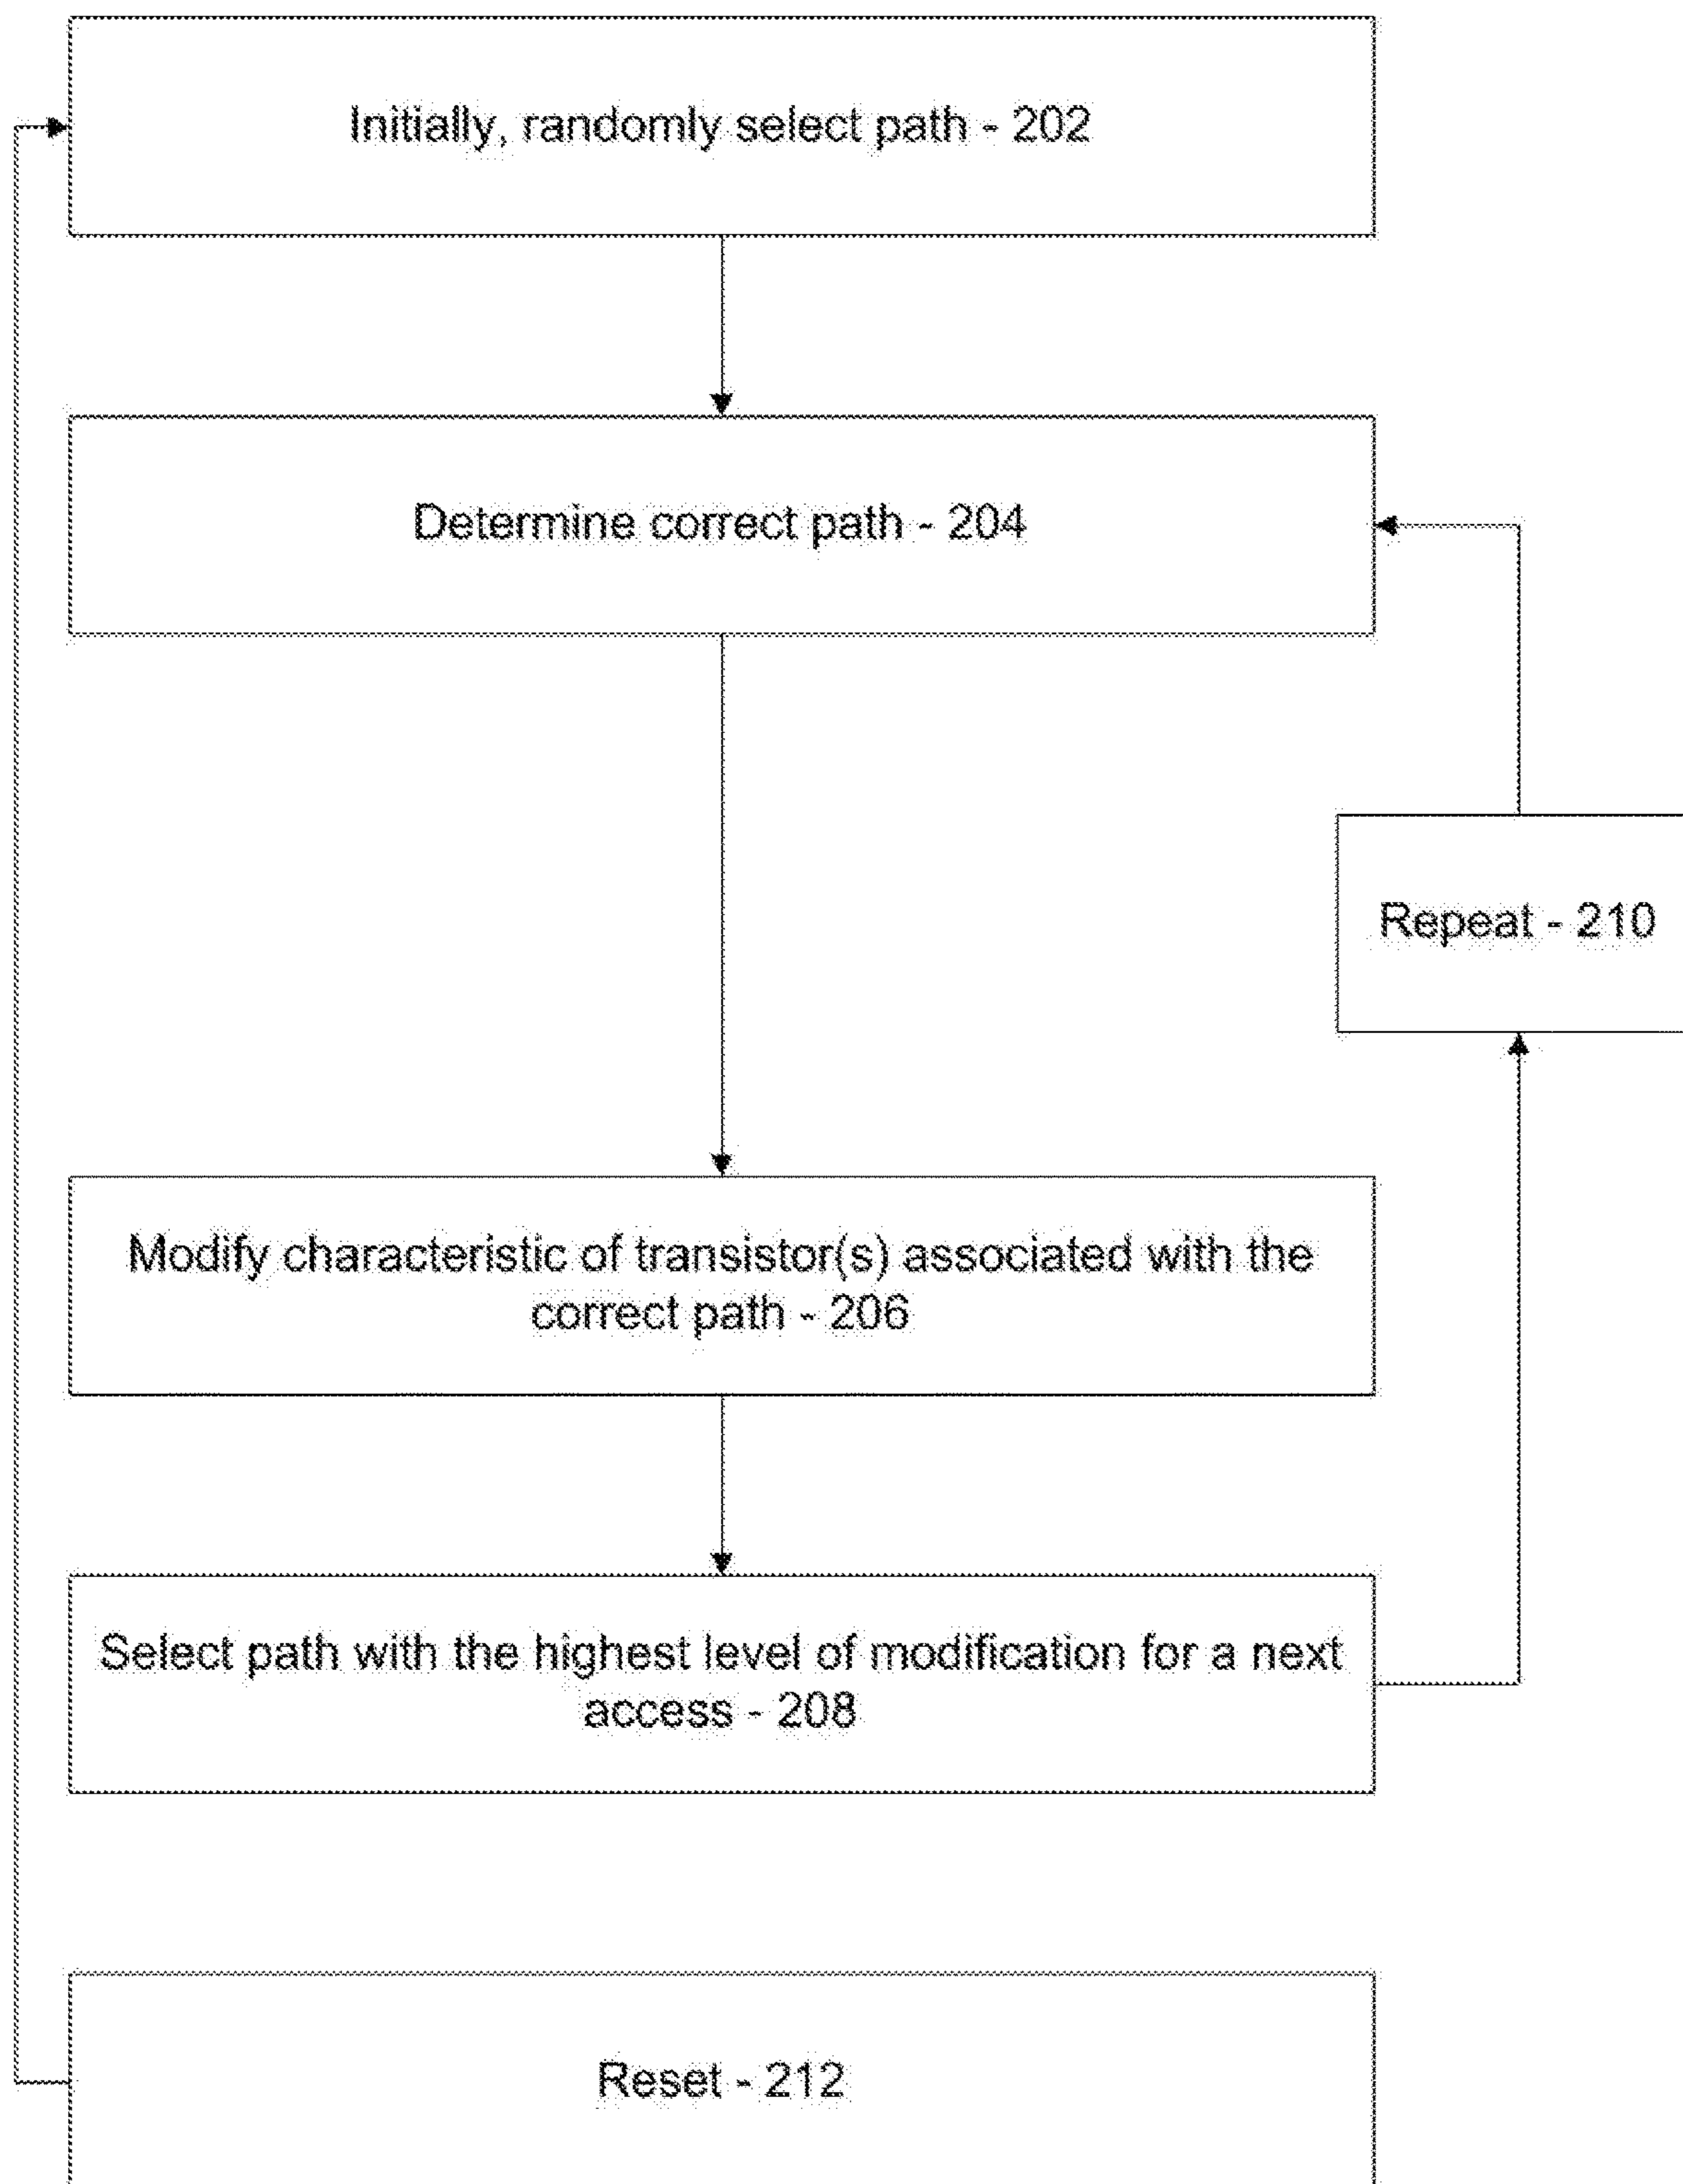 Initially, randomly select path - 202
Determine correct path - 204
Repeat - 210
Modify characteristic of transistor(s) associated with the
correct path - 206
Select path with the highest level of modification for a next
access - 208
Reset - 212